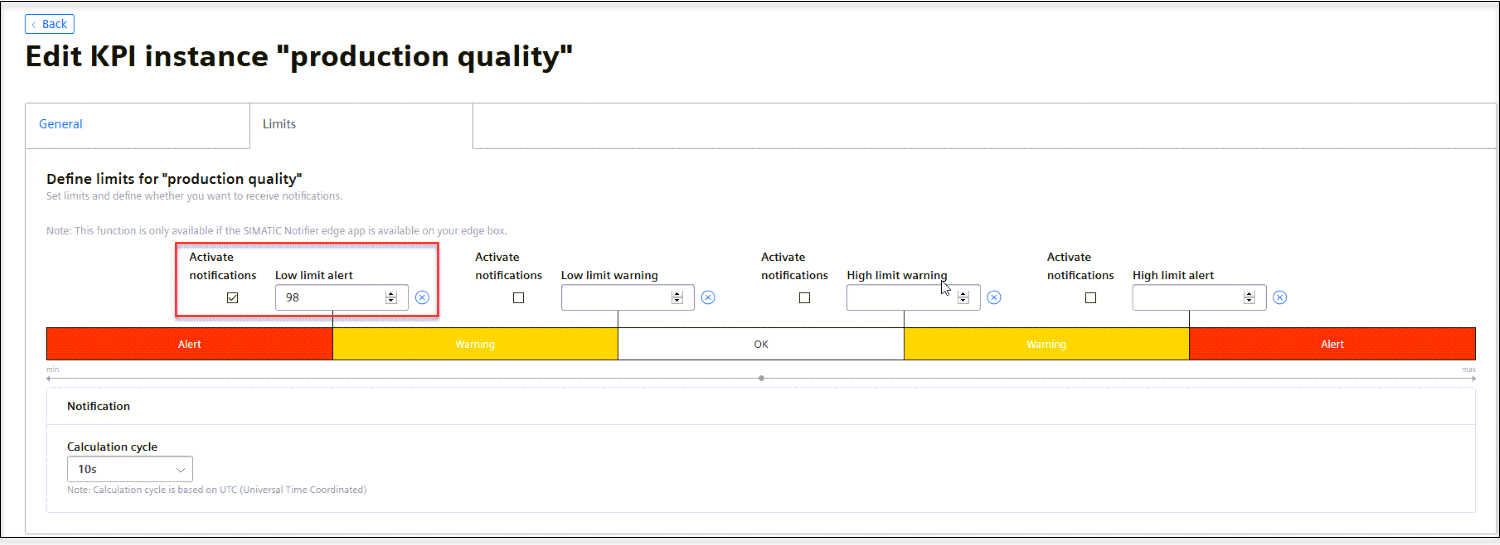 Back
Edit KPI instance "production quality"
General
Limits
Define limits for "production quality"
Set limits and define whether you want to receive notifications.
Note: This function is only available if the SIMATIC Notifier edge app is available on your edge box.
Activate
notifications
Low limit alert
98
Activate
notifications
Low limit warning
Activate
notifications
High limit warning
Activate
notifications
High limit alert
Alert
Warning
OK
Warning
Alert
min
max
Notification
Calculation cycle
10s
Note: Calculation cycle is based on UTC (Universal Time Coordinated)